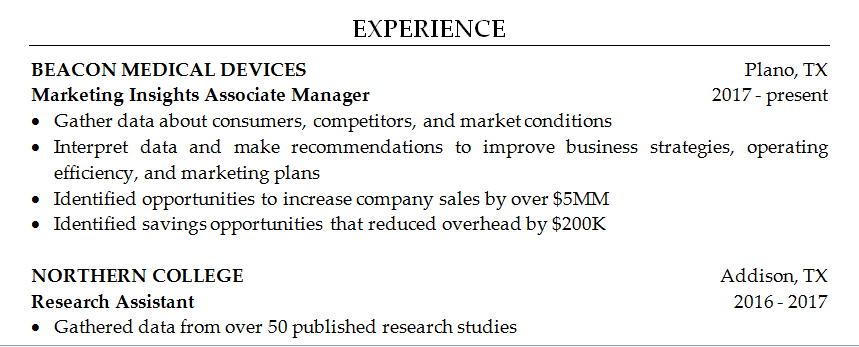 EXPERIENCE
BEACON MEDICAL DEVICES Plano, TX
Marketing Insights Associate Manager 2017 - present
• Gather data about consumers, competitors, and market conditions
• Interpret data and make recommendations to improve business strategies, operating
efficiency, and marketing plans
• Identified opportunities to increase company sales by over $5MM
• Identified savings opportunities that reduced overhead by $200K
NORTHERN COLLEGE Addison, TX
Research Assistant 2016 - 2017
• Gathered data from over 50 published research studies